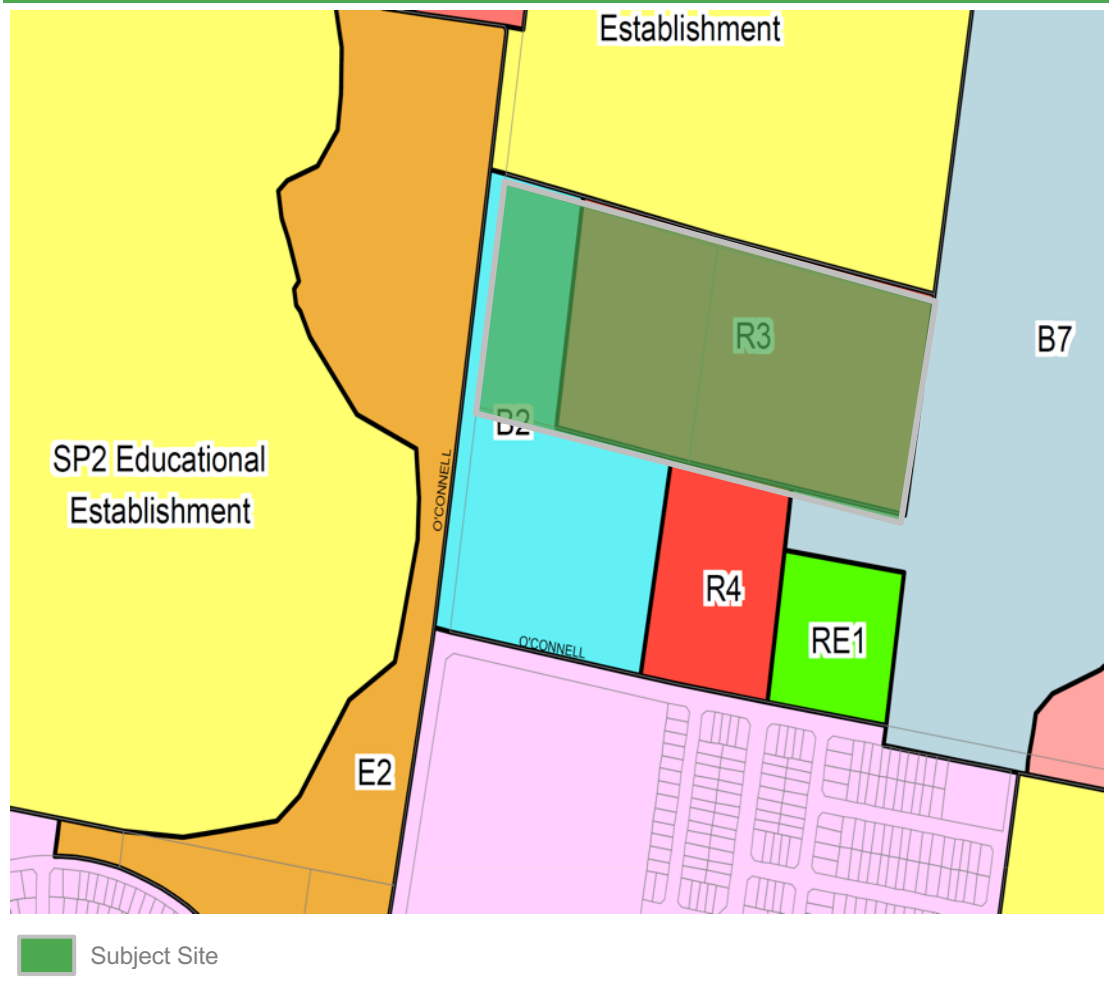 Establishment
R3
B7
B2
SP2 Educational
Establishment
O'CONNELL
R4
O'CONNELL
RE1
E2
Subject Site